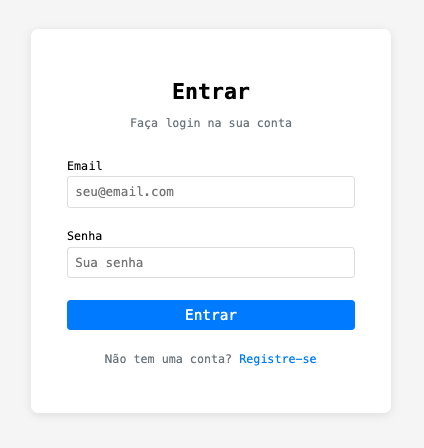 Entrar
Faça login na sua conta
Email
seu@email.com
Senha
Sua senha
Entrar
Não tem uma conta? Registre-se